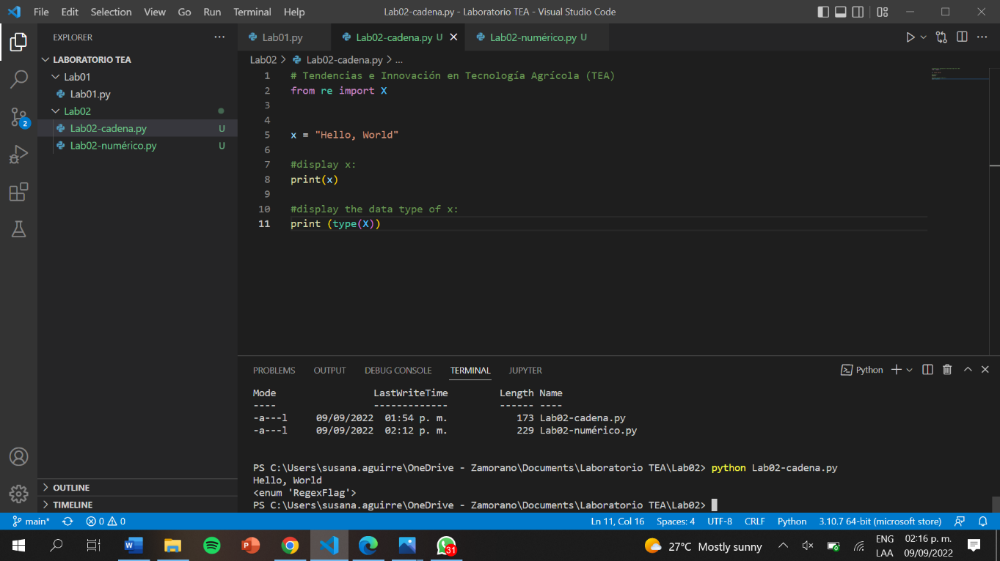 File Edit Selection View Go Run Terminal Help
Lab02-cadena.py - Laboratorio TEA - Visual Studio Code
EXPLORER
LABORATORIO TEA
Lab01
Lab01.py
Lab02
Lab02-cadena.py U
Lab02-numérico.py U
2
OUTLINE
TIMELINE
Lab01.py
Lab02-cadena.py U
Lab02-numérico.py U
Lab02 > Lab02-cadena.py > ...
1 # Tendencias e Innovación en Tecnología Agrícola (TEA)
2 from re import X
3
4
5 x = "Hello, World"
6
7 #display x:
8 print(x)
9
10 #display the data type of x:
11 print (type(X))
PROBLEMS OUTPUT DEBUG CONSOLE TERMINAL JUPYTER
Python
Mode LastWriteTime Length Name
---- ------------- ------ ----
-a---l 09/09/2022 01:54 p. m. 173 Lab02-cadena.py
-a---l 09/09/2022 02:12 p. m. 229 Lab02-numérico.py
PS C:\Users\susana.aguirre\OneDrive - Zamorano\Documents\Laboratorio TEA\Lab02> python Lab02-cadena.py
Hello, World
<enum 'RegexFlag'>
PS C:\Users\susana.aguirre\OneDrive - Zamorano\Documents\Laboratorio TEA\Lab02>
main* 0 0 Ln 11, Col 16 Spaces: 4 UTF-8 CRLF Python 3.10.7 64-bit (microsoft store)
31
27°C Mostly sunny
ENG
LAA
02:16 p. m.
09/09/2022